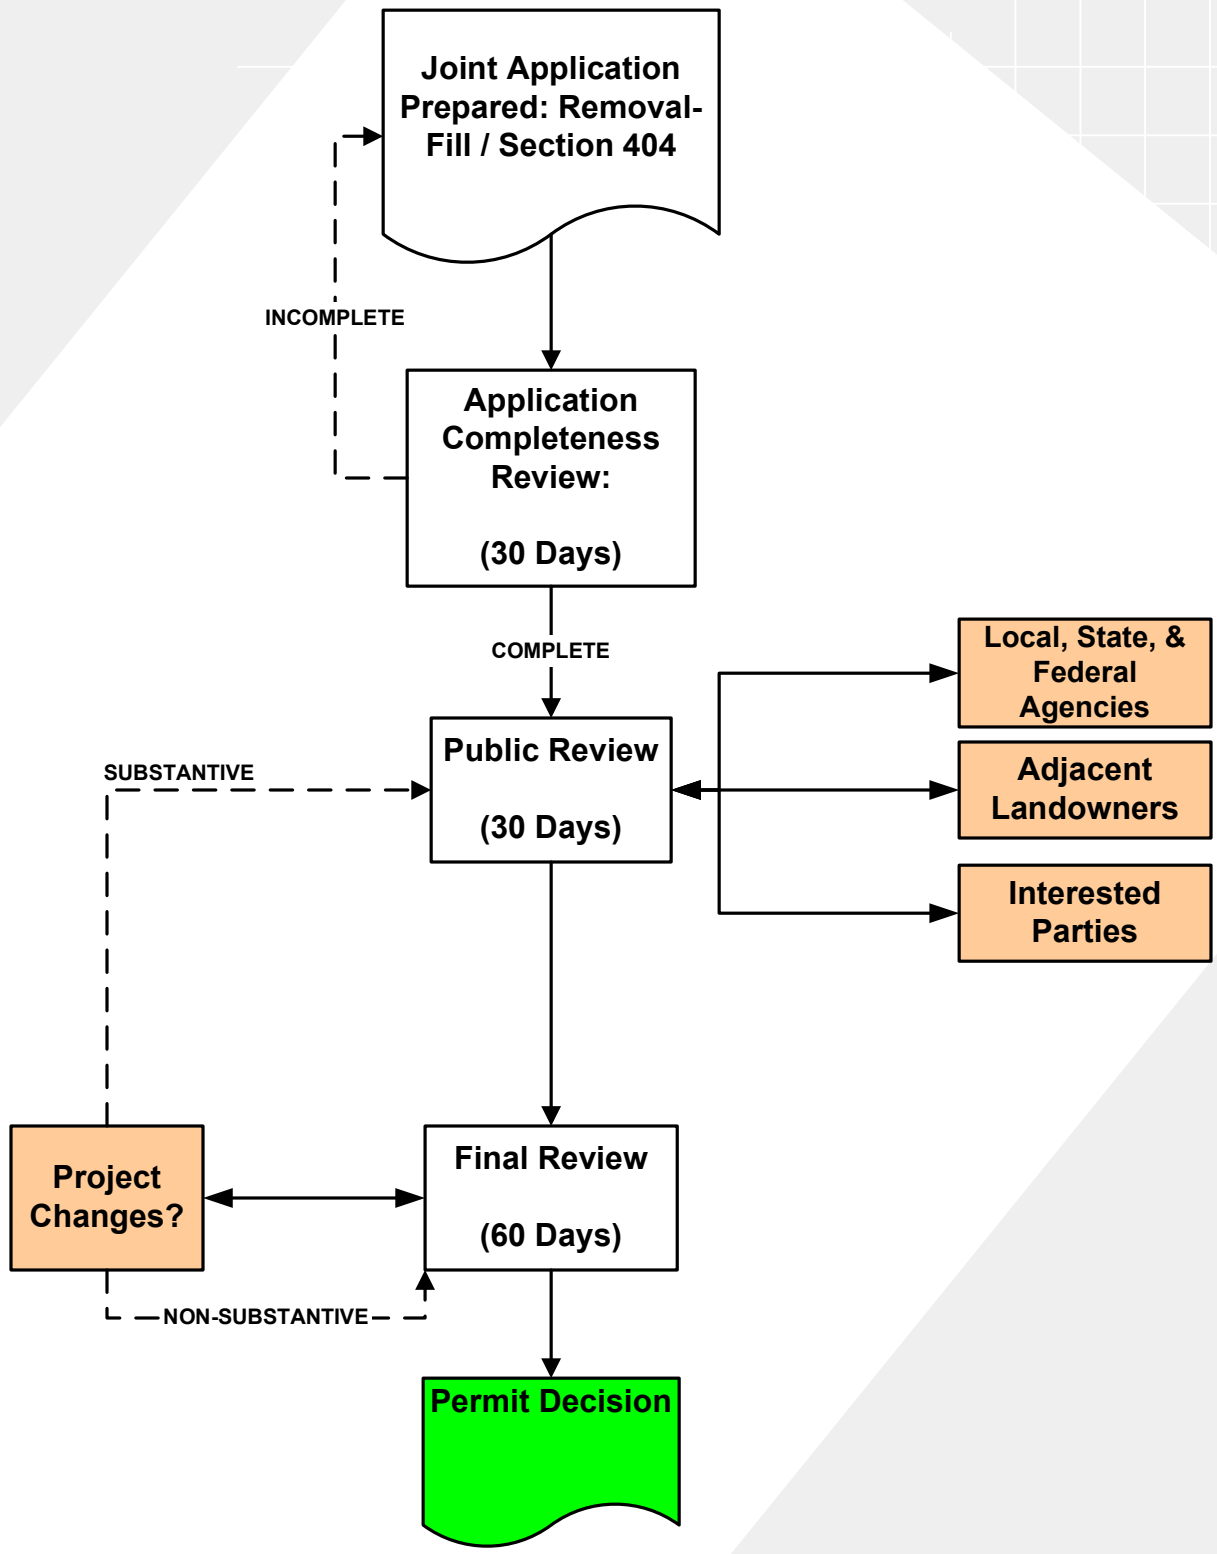 Joint Application
Prepared: Removal-
Fill / Section 404
INCOMPLETE
Application
Completeness
Review:
(30 Days)
COMPLETE
Local, State, &
Federal
Agencies
Public Review
(30 Days)
SUBSTANTIVE
Adjacent
Landowners
Interested
Parties
Project
Changes?
Final Review
(60 Days)
NON-SUBSTANTIVE
Permit Decision